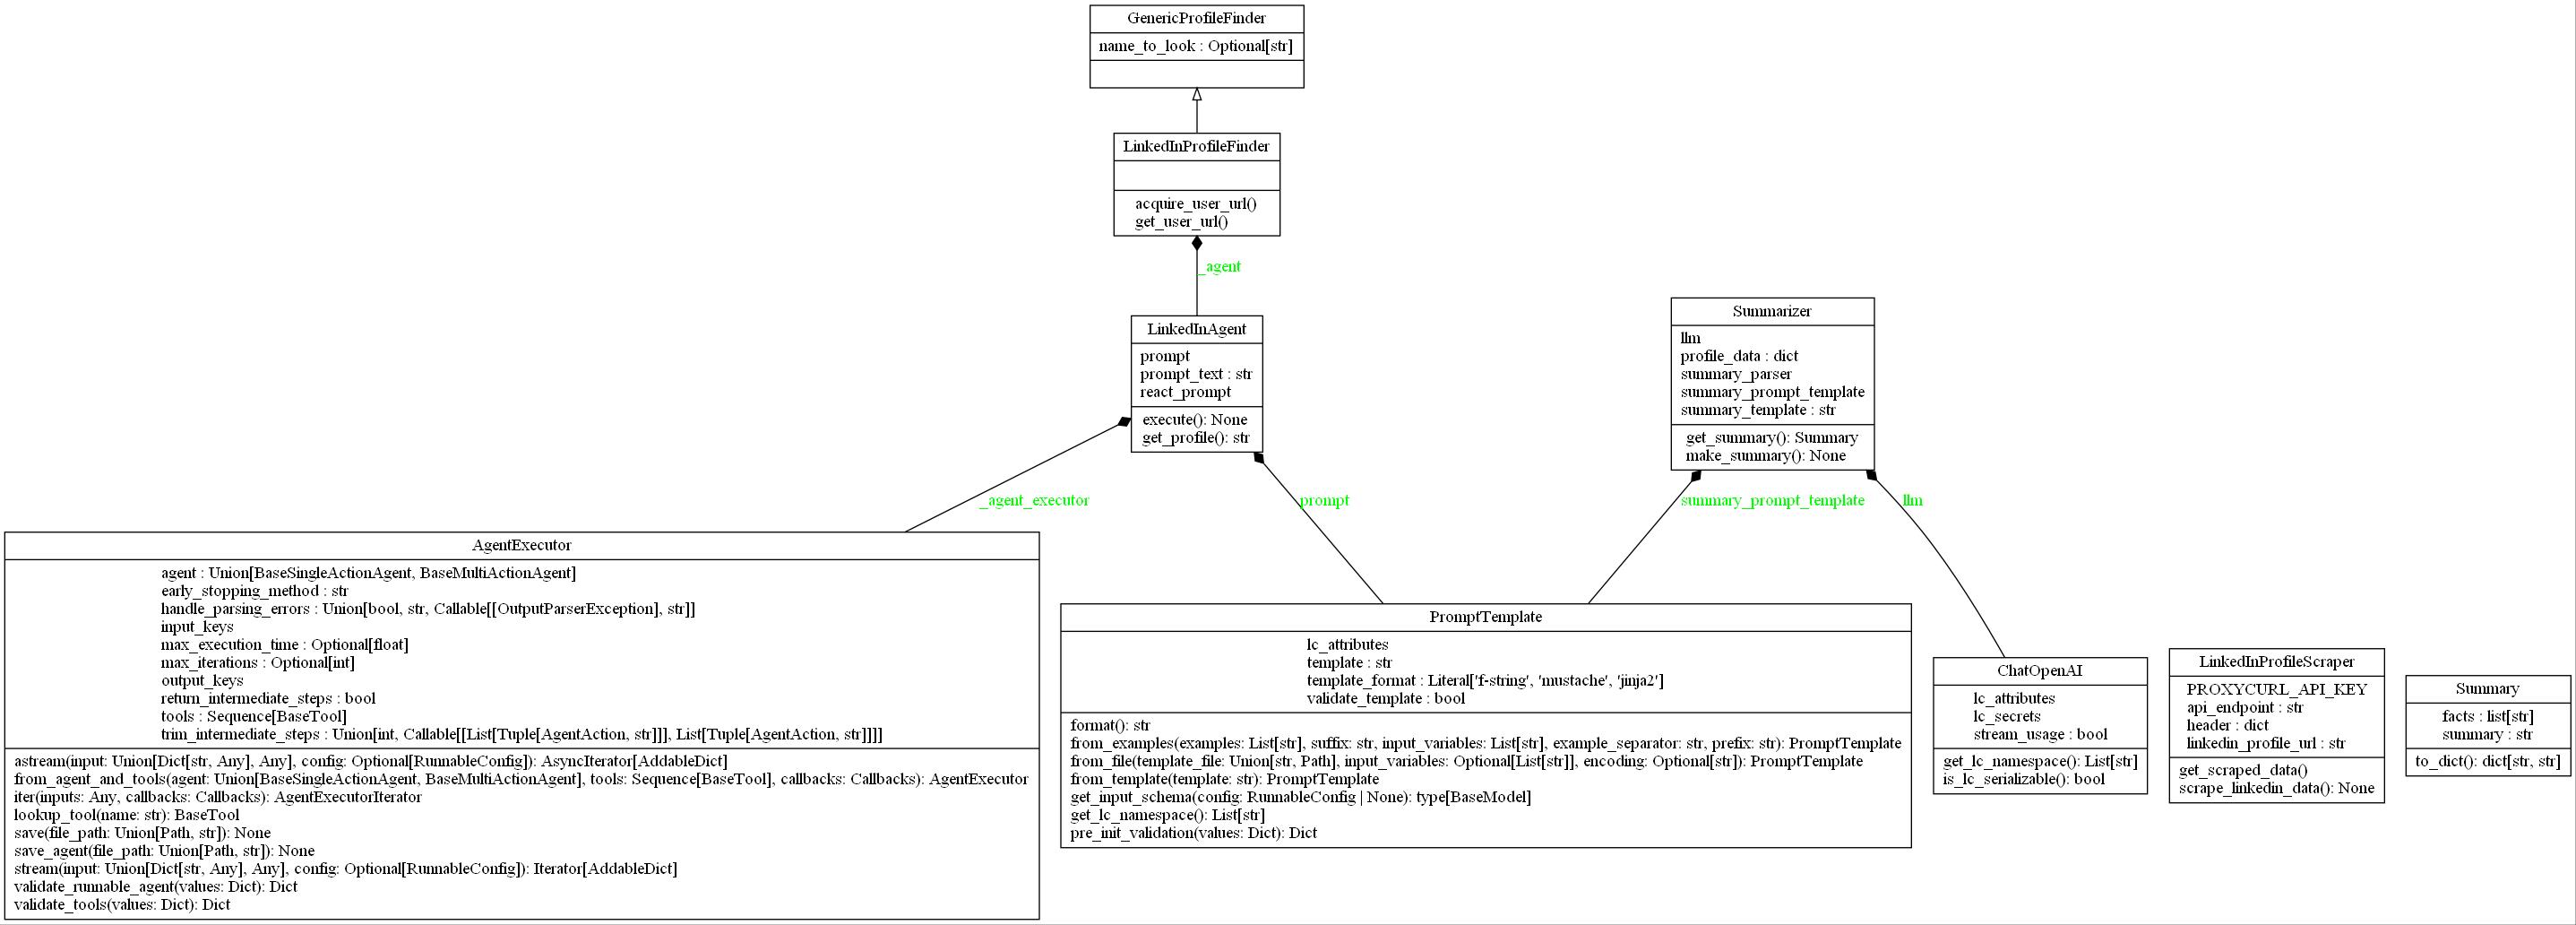 GenericProfileFinder
name_to_look : Optional[str]
LinkedInProfileFinder
acquire_user_url()
get_user_url()
_agent
LinkedInAgent
prompt
prompt_text : str
react_prompt
execute(): None
get_profile(): str
Summarizer
llm
profile_data : dict
summary_parser
summary_prompt_template
summary_template : str
get_summary(): Summary
make_summary(): None
_agent_executor
prompt
summary_prompt_template
llm
AgentExecutor
agent : Union[BaseSingleActionAgent, BaseMultiActionAgent]
early_stopping_method : str
handle_parsing_errors : Union[bool, str, Callable[[OutputParserException], str]]
input_keys
max_execution_time : Optional[float]
max_iterations : Optional[int]
output_keys
return_intermediate_steps : bool
tools : Sequence[BaseTool]
trim_intermediate_steps : Union[int, Callable[[List[Tuple[AgentAction, str]]], List[Tuple[AgentAction, str]]]]
astream(input: Union[Dict[str, Any], Any], config: Optional[RunnableConfig]): AsyncIterator[AddableDict]
from_agent_and_tools(agent: Union[BaseSingleActionAgent, BaseMultiActionAgent], tools: Sequence[BaseTool], callbacks: Callbacks): AgentExecutor
iter(inputs: Any, callbacks: Callbacks): AgentExecutorIterator
lookup_tool(name: str): BaseTool
save(file_path: Union[Path, str]): None
save_agent(file_path: Union[Path, str]): None
stream(input: Union[Dict[str, Any], Any], config: Optional[RunnableConfig]): Iterator[AddableDict]
validate_runnable_agent(values: Dict): Dict
validate_tools(values: Dict): Dict
PromptTemplate
lc_attributes
template : str
template_format : Literal['f-string', 'mustache', 'jinja2']
validate_template : bool
format(): str
from_examples(examples: List[str], suffix: str, input_variables: List[str], example_separator: str, prefix: str): PromptTemplate
from_file(template_file: Union[str, Path], input_variables: Optional[List[str]], encoding: Optional[str]): PromptTemplate
from_template(template: str): PromptTemplate
get_input_schema(config: RunnableConfig | None): type[BaseModel]
get_lc_namespace(): List[str]
pre_init_validation(values: Dict): Dict
ChatOpenAI
lc_attributes
lc_secrets
stream_usage : bool
get_lc_namespace(): List[str]
is_lc_serializable(): bool
LinkedInProfileScraper
PROXYCURL_API_KEY
api_endpoint : str
header : dict
linkedin_profile_url : str
get_scraped_data()
scrape_linkedin_data(): None
Summary
facts : list[str]
summary : str
to_dict(): dict[str, str]